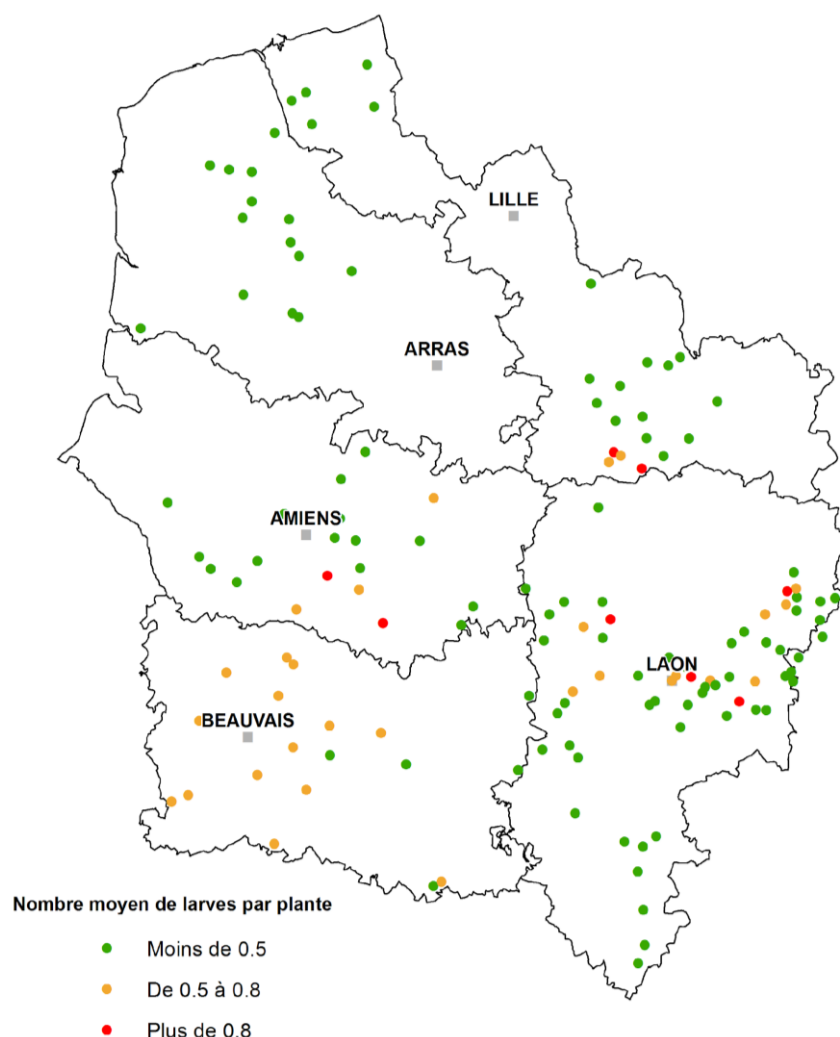 LILLE
ARRAS
AMIENS
LAON
BEAUVAIS
Nombre moyen de larves par plante
Moins de 0.5
De 0.5 à 0.8
Plus de 0.8